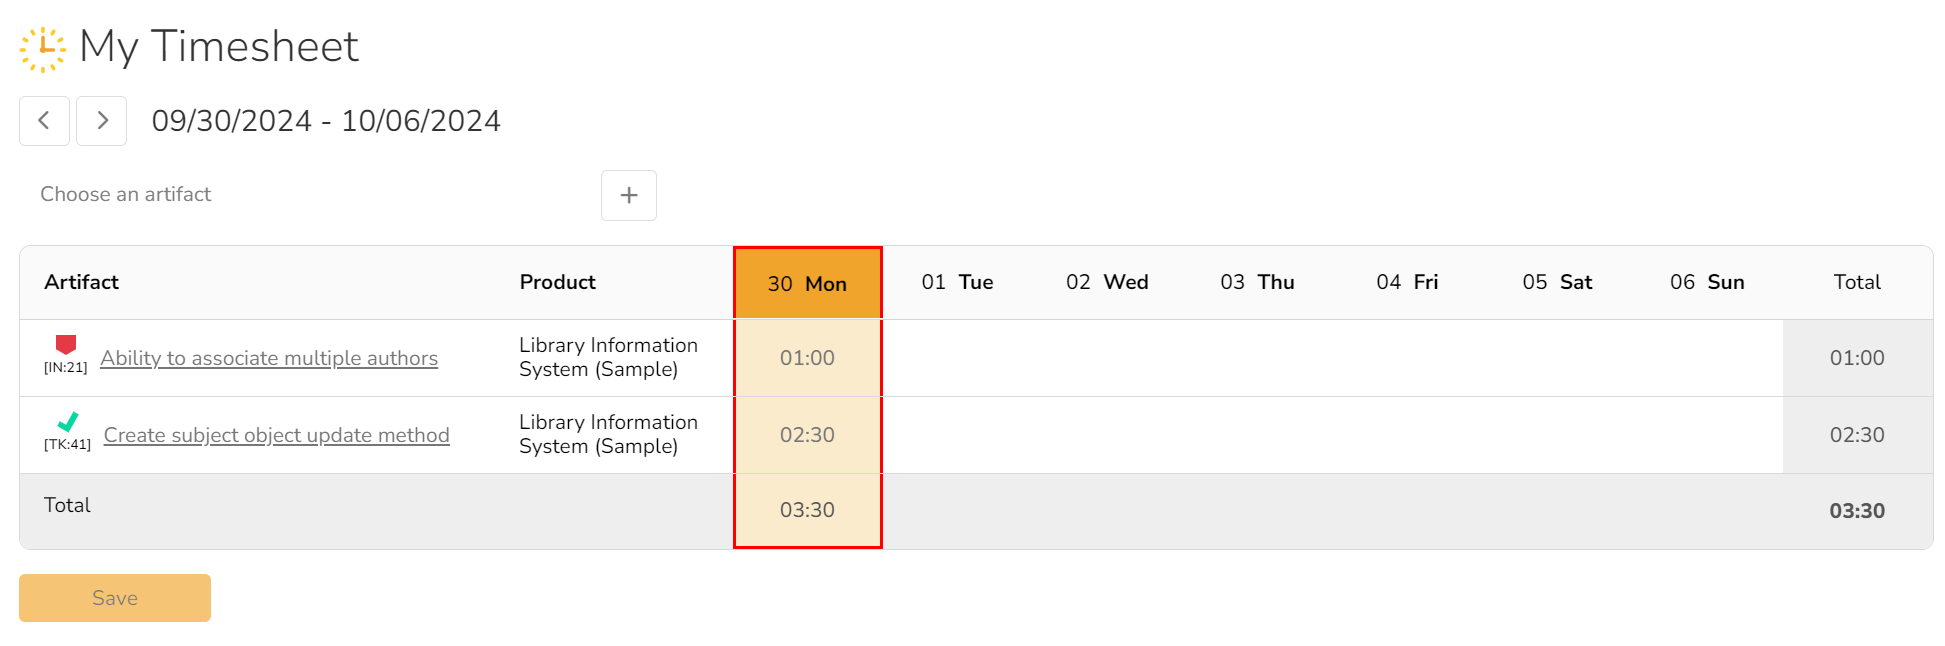 My Timesheet
09/30/2024 - 10/06/2024
Choose an artifact
+
Artifact Product 30 Mon 01 Tue 02 Wed 03 Thu 04 Fri 05 Sat 06 Sun Total
[IN:21] Ability to associate multiple authors Library Information System (Sample) 01:00 01:00
[TK:41] Create subject object update method Library Information System (Sample) 02:30 02:30
Total 03:30 03:30
Save